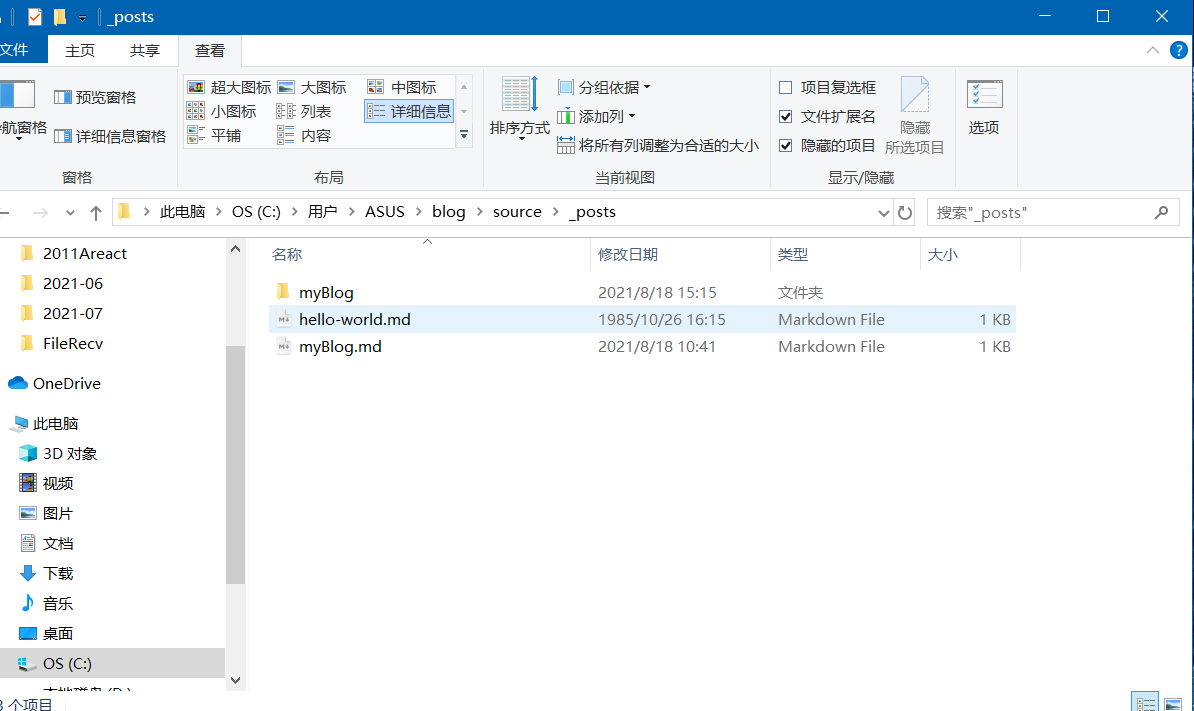 _posts
文件 主页 共享 查看
预览窗格
详细信息窗格
航窗格
窗格
超大图标 大图标 中图标
小图标 列表 详细信息
平铺 内容
布局
排序方式
分组依据
添加列
将所有列调整为合适的大小
当前视图
项目复选框
文件扩展名
隐藏的项目
隐藏
所选项目
显示/隐藏
选项
此电脑 > OS (C:) > 用户 > ASUS > blog > source > _posts
搜索"_posts"
2011Areact
2021-06
2021-07
FileRecv
OneDrive
此电脑
3D 对象
视频
图片
文档
下载
音乐
桌面
OS (C:)
名称 修改日期 类型 大小
myBlog 2021/8/18 15:15 文件夹
hello-world.md 1985/10/26 16:15 Markdown File 1 KB
myBlog.md 2021/8/18 10:41 Markdown File 1 KB
3 个项目